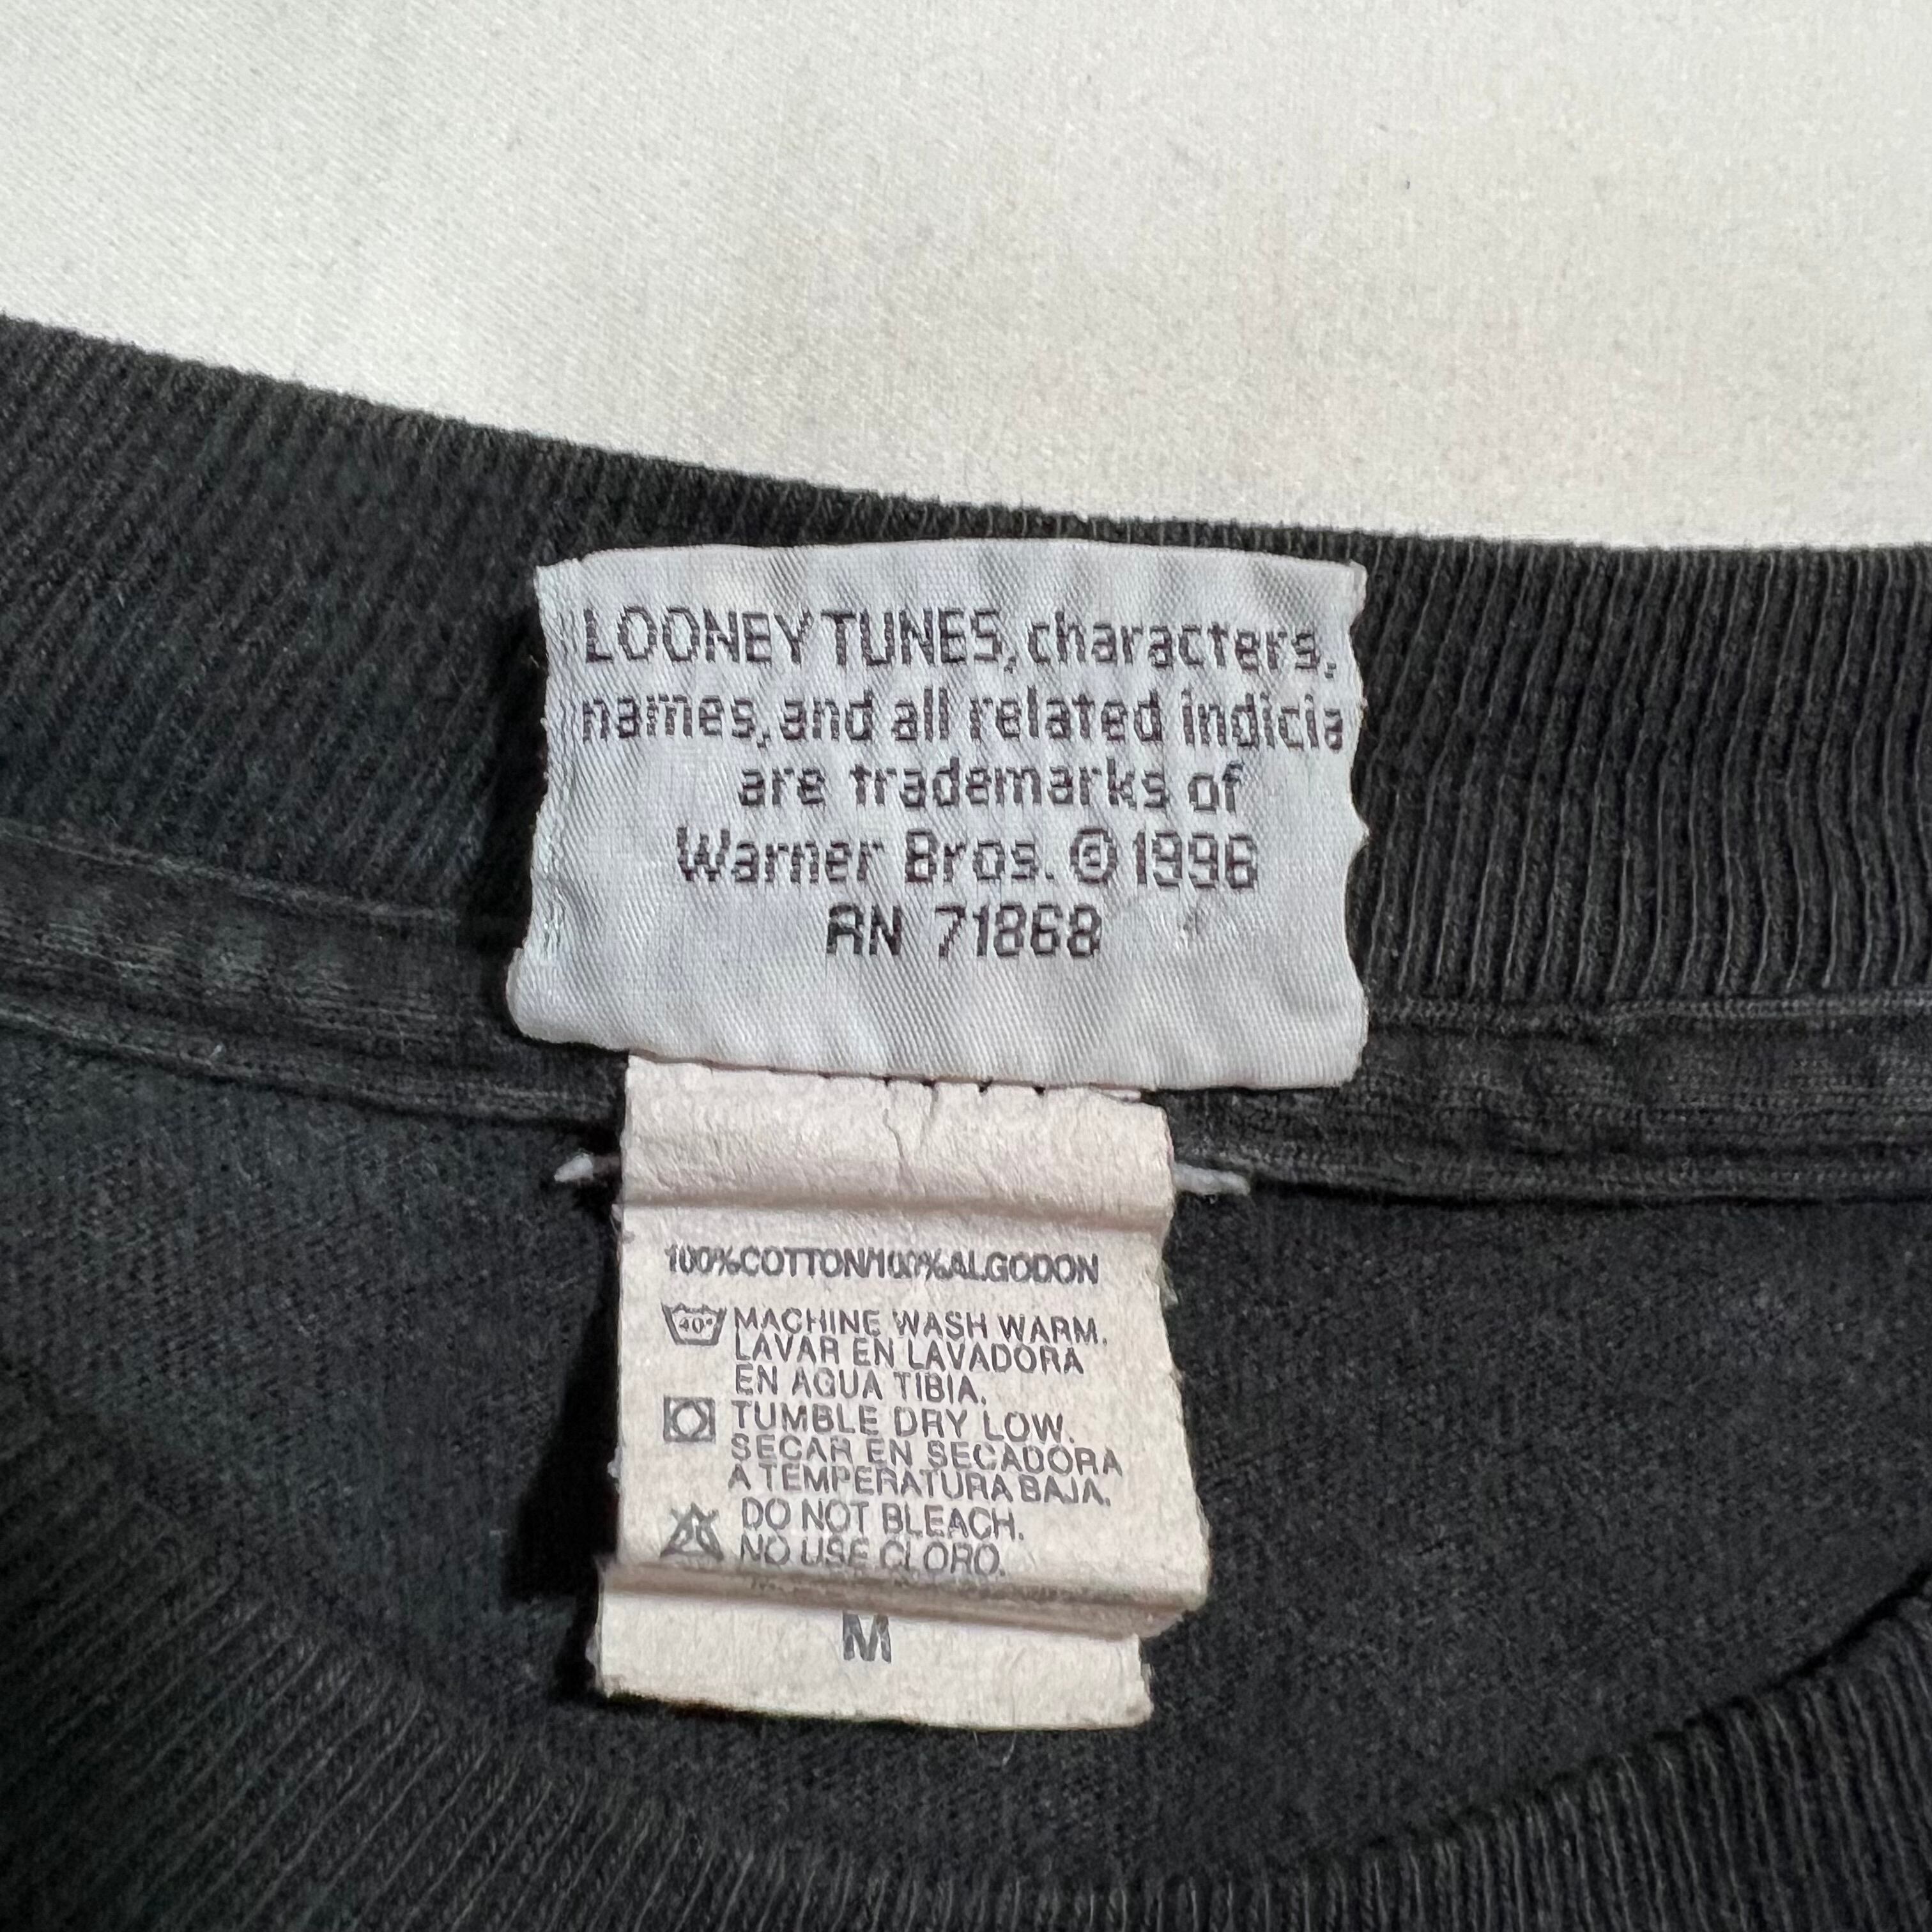 LOONEY TUNES, characters,
names, and all related indicia
are trademarks of
Warner Bros. © 1996
RN 71868
100%COTTON/100%ALGODON
40° MACHINE WASH WARM.
LAVAR EN LAVADORA
EN AGUA TIBIA.
TUMBLE DRY LOW.
SECAR EN SECADORA
A TEMPERATURA BAJA.
DO NOT BLEACH.
NO USE CLORO.
M